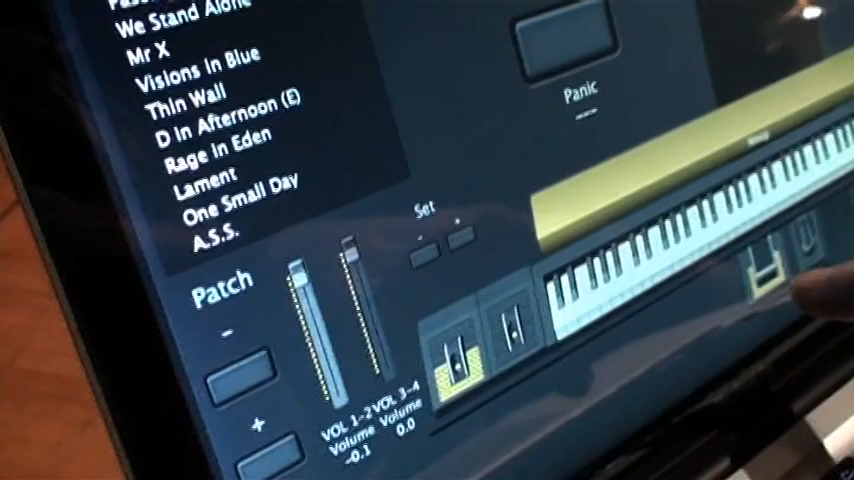 We Stand Alone
Mr X
Visions in Blue
Thin Wall
D in Afternoon (E)
Rage in Eden
Lament
One Small Day
A.S.S.
Panic
---
Set
- +
Patch
-
+
VOL 1-2 VOL 3-4
Volume Volume
-0.1 0.0